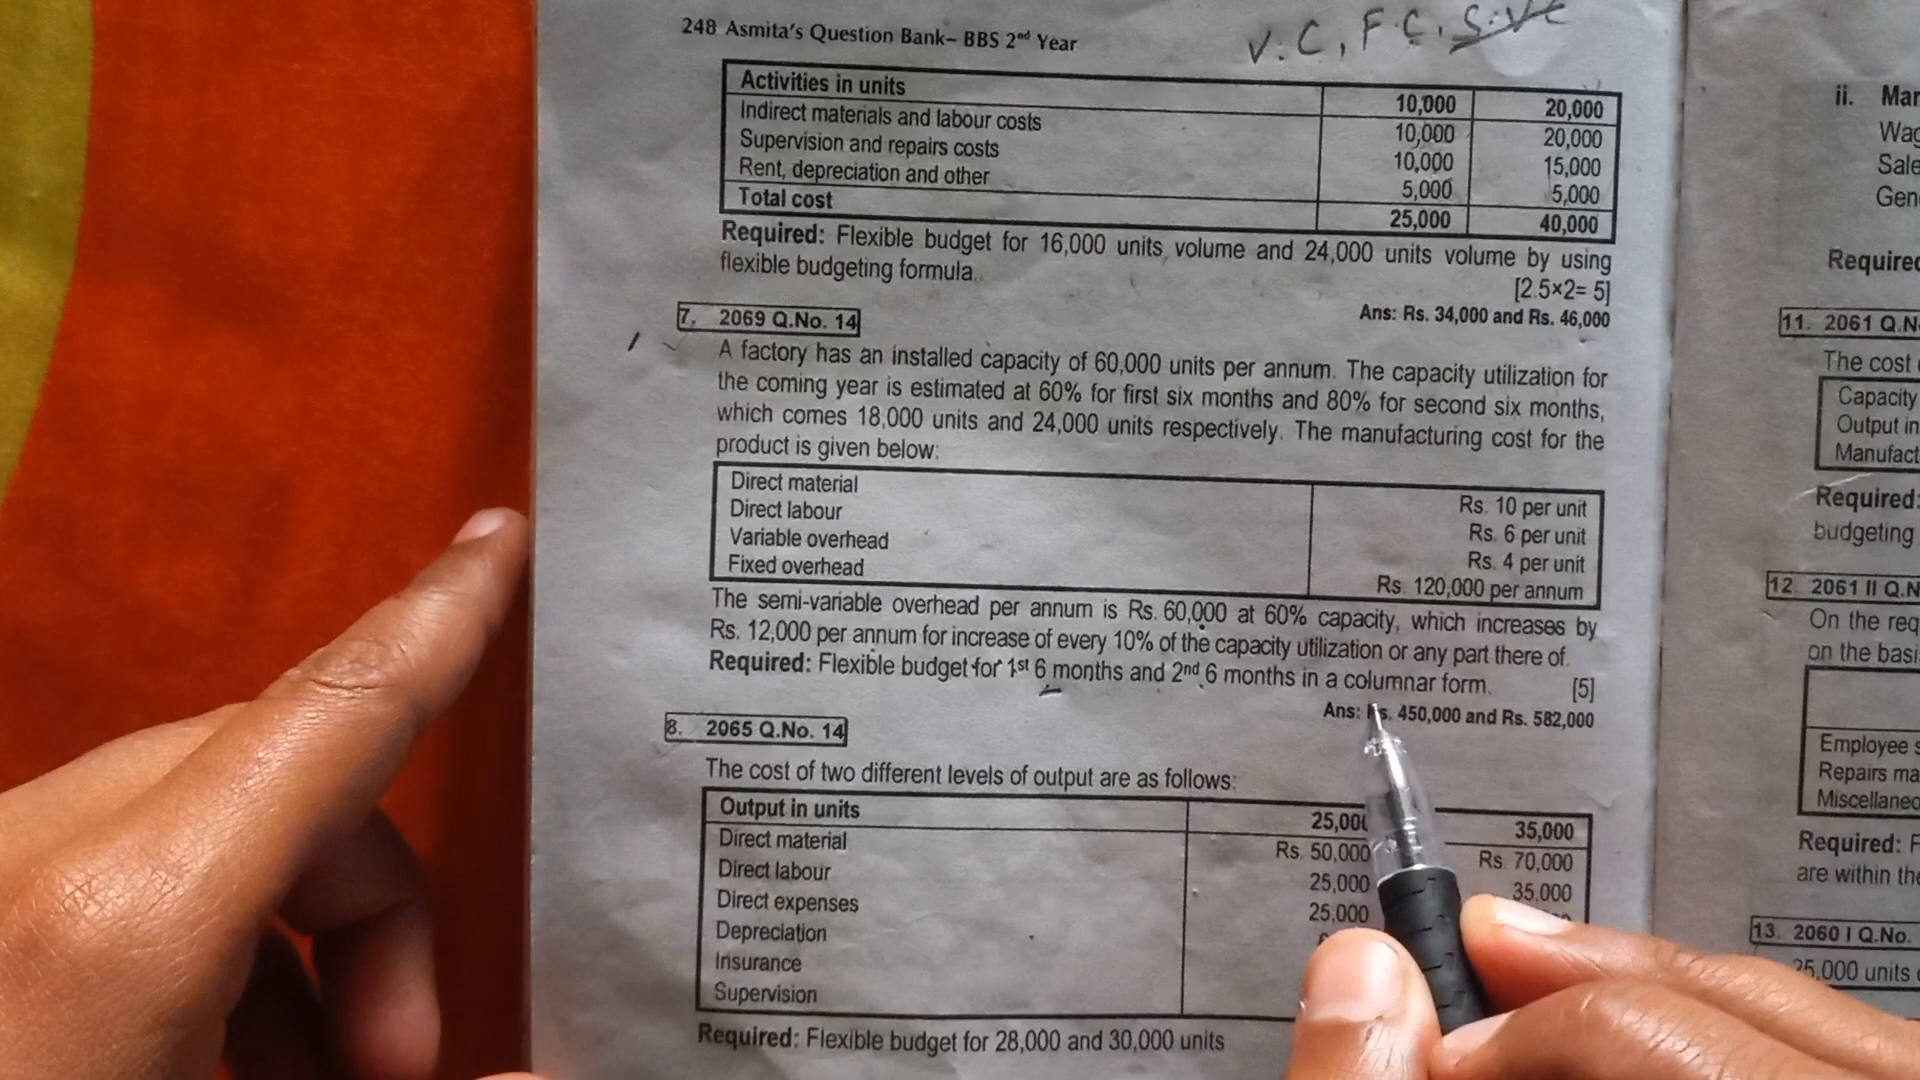 248 Asmita's Question Bank– BBS 2nd Year
V.C, F.C, S.VC
Activities in units 10,000 20,000
Indirect materials and labour costs 10,000 20,000
Supervision and repairs costs 10,000 15,000
Rent, depreciation and other 5,000 5,000
Total cost 25,000 40,000
Required: Flexible budget for 16,000 units volume and 24,000 units volume by using
flexible budgeting formula.
[2.5×2= 5]
Ans: Rs. 34,000 and Rs. 46,000
7. 2069 Q.No. 14
A factory has an installed capacity of 60,000 units per annum. The capacity utilization for
the coming year is estimated at 60% for first six months and 80% for second six months,
which comes 18,000 units and 24,000 units respectively. The manufacturing cost for the
product is given below:
Direct material Rs. 10 per unit
Direct labour Rs. 6 per unit
Variable overhead Rs. 4 per unit
Fixed overhead Rs. 120,000 per annum
The semi-variable overhead per annum is Rs. 60,000 at 60% capacity, which increases by
Rs. 12,000 per annum for increase of every 10% of the capacity utilization or any part there of.
Required: Flexible budget for 1st 6 months and 2nd 6 months in a columnar form. [5]
Ans: Rs. 450,000 and Rs. 582,000
8. 2065 Q.No. 14
The cost of two different levels of output are as follows:
Output in units 25,00 35,000
Direct material Rs. 50,000 Rs. 70,000
Direct labour 25,000 35,000
Direct expenses 25,000
Depreciation
Insurance
Supervision
Required: Flexible budget for 28,000 and 30,000 units
ii. Mar
Wag
Sale
Gen
Required
11. 2061 Q.N
The cost
Capacity
Output in
Manufact
Required:
budgeting
12. 2061 II Q.N
On the req
on the basi
Employee s
Repairs ma
Miscellaneo
Required: F
are within the
13. 2060 I Q.No.
25,000 units